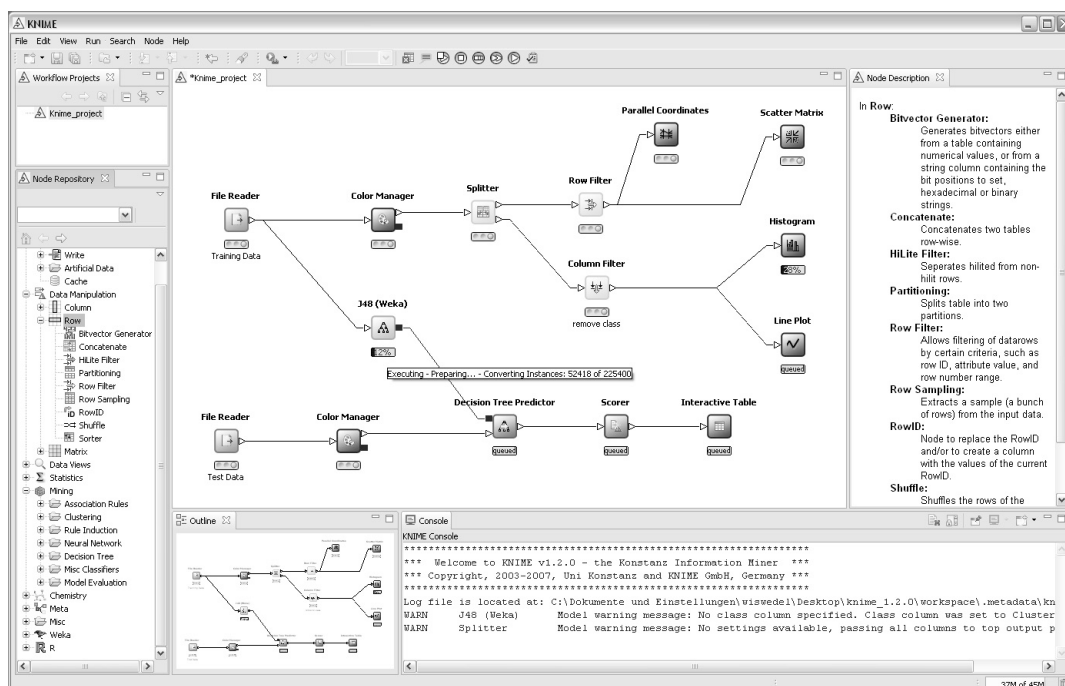 KNIME
File Edit View Run Search Node Help
Workflow Projects
Knime_project
Node Repository
Write
Artificial Data
Cache
Data Manipulation
Column
Row
Bitvector Generator
Concatenate
HiLite Filter
Partitioning
Row Filter
Row Sampling
RowID
Shuffle
Sorter
Matrix
Data Views
Statistics
Mining
Association Rules
Clustering
Rule Induction
Neural Network
Decision Tree
Misc Classifiers
Model Evaluation
Chemistry
Meta
Misc
Weka
R
*Knime_project
Parallel Coordinates
Scatter Matrix
File Reader
Color Manager
Splitter
Row Filter
Training Data
Histogram
Column Filter
J48 (Weka)
remove class
Line Plot
12%
queued
Executing - Preparing... - Converting Instances: 52418 of 225400
Decision Tree Predictor
Scorer
Interactive Table
File Reader
Color Manager
queued
queued
queued
Test Data
Node Description
In Row:
Bitvector Generator:
Generates bitvectors either
from a table containing
numerical values, or from a
string column containing the
bit positions to set,
hexadecimal or binary
strings.
Concatenate:
Concatenates two tables
row-wise.
HiLite Filter:
Seperates hilited from non-
hilit rows.
Partitioning:
Splits table into two
partitions.
Row Filter:
Allows filtering of datarows
by certain criteria, such as
row ID, attribute value, and
row number range.
Row Sampling:
Extracts a sample (a bunch
of rows) from the input data.
RowID:
Node to replace the RowID
and/or to create a column
with the values of the current
RowID.
Shuffle:
Shuffles the rows of the
Outline
Console
KNIME Console
***********************************************************
*** Welcome to KNIME v1.2.0 - the Konstanz Information Miner ***
*** Copyright, 2003-2007, Uni Konstanz and KNIME GmbH, Germany ***
***********************************************************
Log file is located at: C:\Dokumente und Einstellungen\wiswedel\Desktop\knime_1.2.0\workspace\.metadata\kn
WARN J48 (Weka) Model warning message: No class column specified. Class column was set to Cluster
WARN Splitter Model warning message: No settings available, passing all columns to top output p
37M of 45M